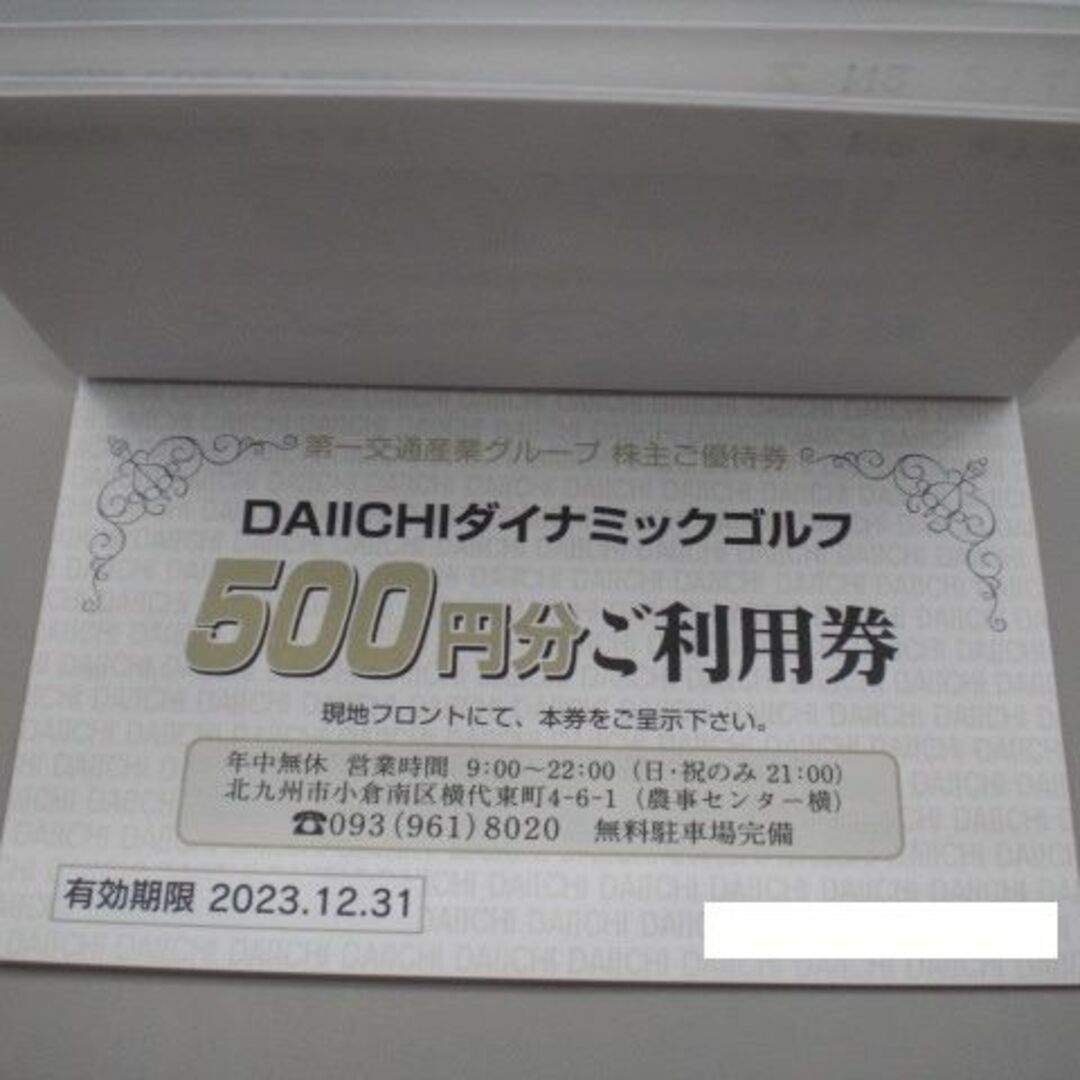 第一交通産業グループ 株主ご優待券
DAIICHIダイナミックゴルフ
500円分ご利用券
現地フロントにて、本券をご呈示下さい。
年中無休 営業時間 9:00〜22:00（日・祝のみ 21:00）
北九州市小倉南区横代東町4-6-1（農事センター横）
☎093(961)8020 無料駐車場完備
有効期限 2023.12.31